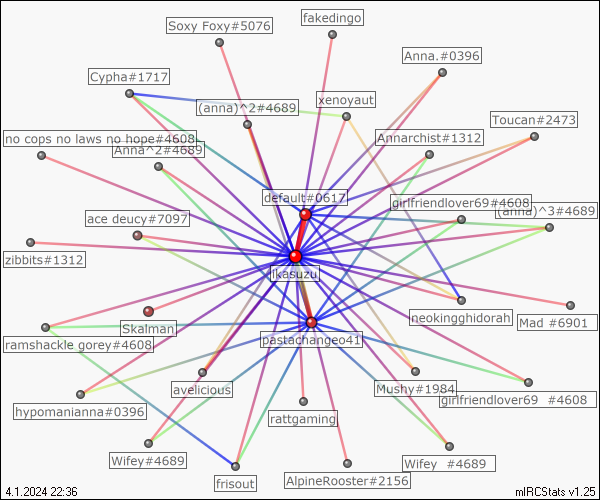 fakedingo
Soxy Foxy#5076
Anna.#0396
Cypha#1717
xenoyaut
(anna)^2#4689
Toucan#2473
no cops no laws no hope#4608
Annarchist#1312
Anna^2#4689
default#0617
girlfriendlover69#4608
(anna)^3#4689
ace deucy#7097
zibbits#1312
lkasuzu
neokingghidorah
Mad #6901
Skalman
pastachangeo41
ramshackle gorey#4608
avelicious
Mushy#1984
girlfriendlover69 #4608
hypomanianna#0396
rattgaming
Wifey#4689
Wifey #4689
frisout
AlpineRooster#2156
4.1.2024 22:36
mIRCStats v1.25